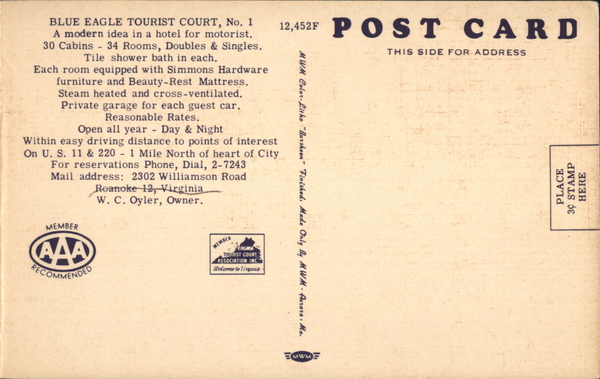 BLUE EAGLE TOURIST COURT, No. 1
A modern idea in a hotel for motorist.
30 Cabins - 34 Rooms, Doubles & Singles.
Tile shower bath in each.
Each room equipped with Simmons Hardware
furniture and Beauty-Rest Mattress.
Steam heated and cross-ventilated.
Private garage for each guest car.
Reasonable Rates.
Open all year - Day & Night
Within easy driving distance to points of interest
On U. S. 11 & 220 - 1 Mile North of heart of City
For reservations Phone, Dial, 2-7243
Mail address: 2302 Williamson Road
Roanoke 12, Virginia
W. C. Oyler, Owner.
MEMBER
AAA
RECOMMENDED
MEMBER
VIRGINIA
TOURIST COURT
ASSOCIATION INC.
Welcome to Virginia
12,452F
MWM Color-Litho "Laesheen" Finished. Made Only By MWM - Aurora - Mo.
MWM
POST CARD
THIS SIDE FOR ADDRESS
PLACE
3¢ STAMP
HERE